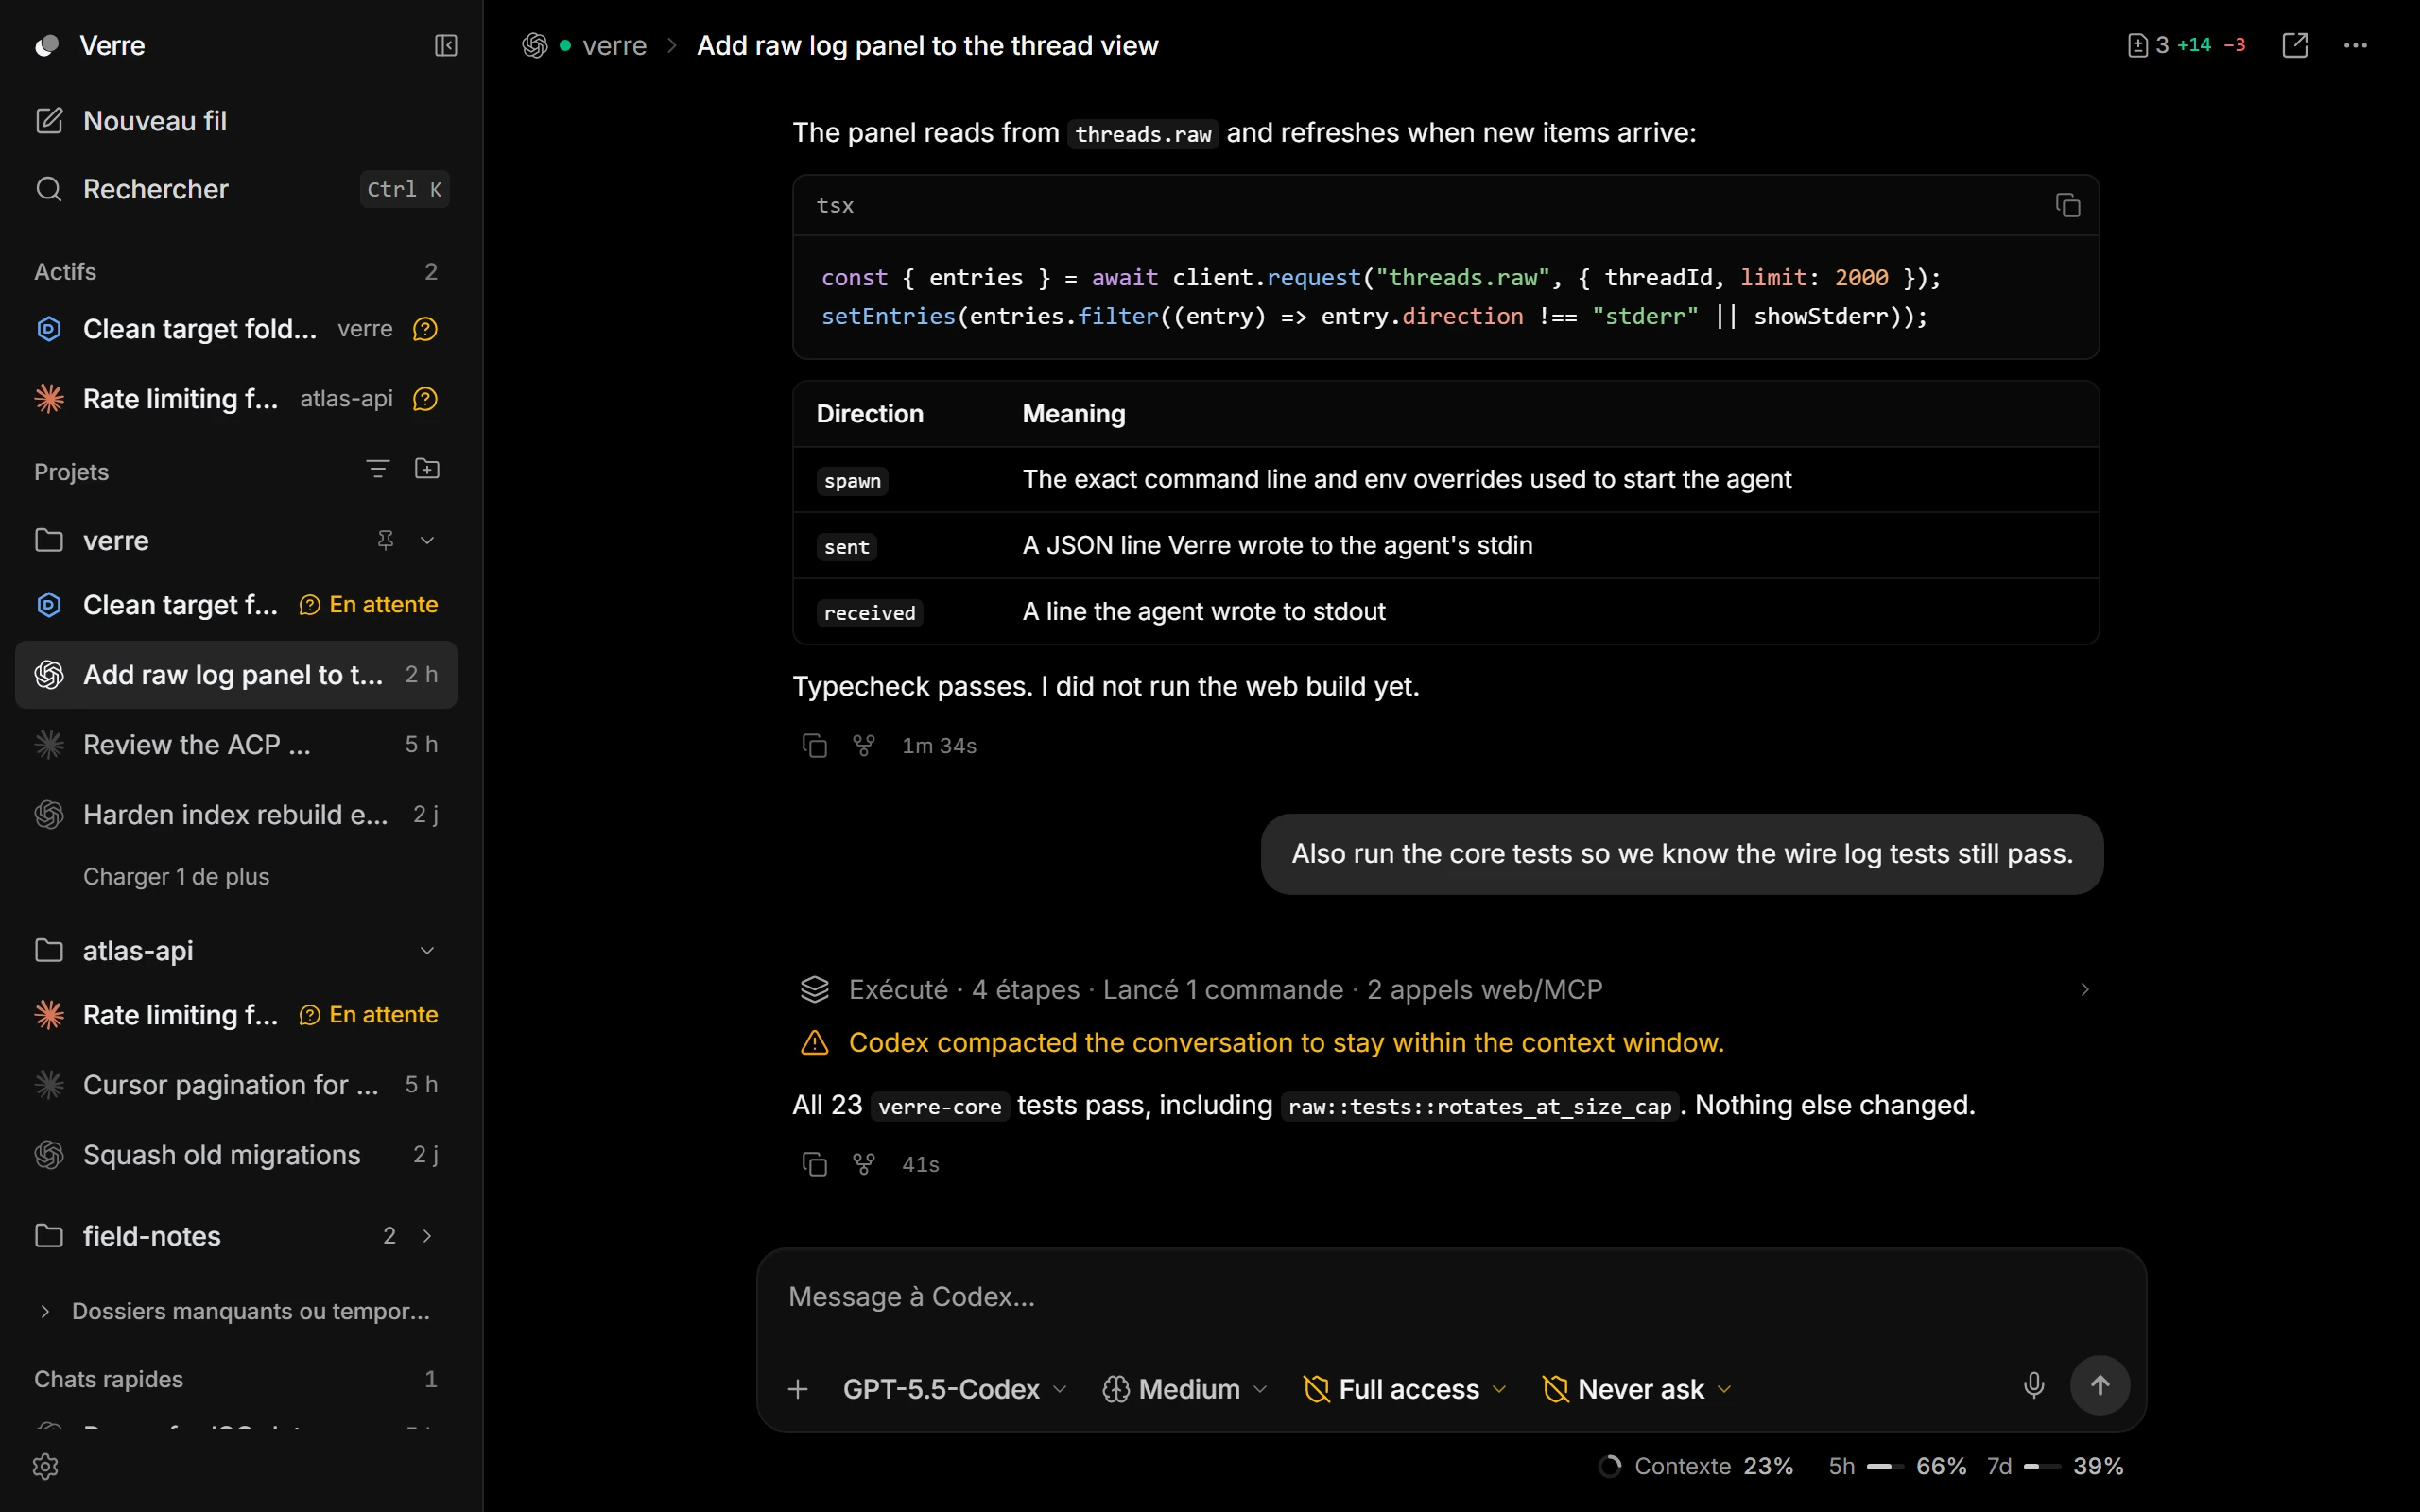 Verre
Nouveau fil
Rechercher Ctrl K
Actifs 2
Clean target fold... verre
Rate limiting f... atlas-api
Projets
verre
Clean target f... En attente
Add raw log panel to t... 2 h
Review the ACP ... 5 h
Harden index rebuild e... 2 j
Charger 1 de plus
atlas-api
Rate limiting f... En attente
Cursor pagination for ... 5 h
Squash old migrations 2 j
field-notes 2
Dossiers manquants ou tempor...
Chats rapides 1
verre > Add raw log panel to the thread view
3 +14 -3
The panel reads from threads.raw and refreshes when new items arrive:
tsx
const { entries } = await client.request("threads.raw", { threadId, limit: 2000 });
setEntries(entries.filter((entry) => entry.direction !== "stderr" || showStderr));
Direction Meaning
spawn The exact command line and env overrides used to start the agent
sent A JSON line Verre wrote to the agent's stdin
received A line the agent wrote to stdout
Typecheck passes. I did not run the web build yet.
1m 34s
Also run the core tests so we know the wire log tests still pass.
Exécuté · 4 étapes · Lancé 1 commande · 2 appels web/MCP
Codex compacted the conversation to stay within the context window.
All 23 verre-core tests pass, including raw::tests::rotates_at_size_cap. Nothing else changed.
41s
Message à Codex...
GPT-5.5-Codex Medium Full access Never ask
Contexte 23% 5h 66% 7d 39%